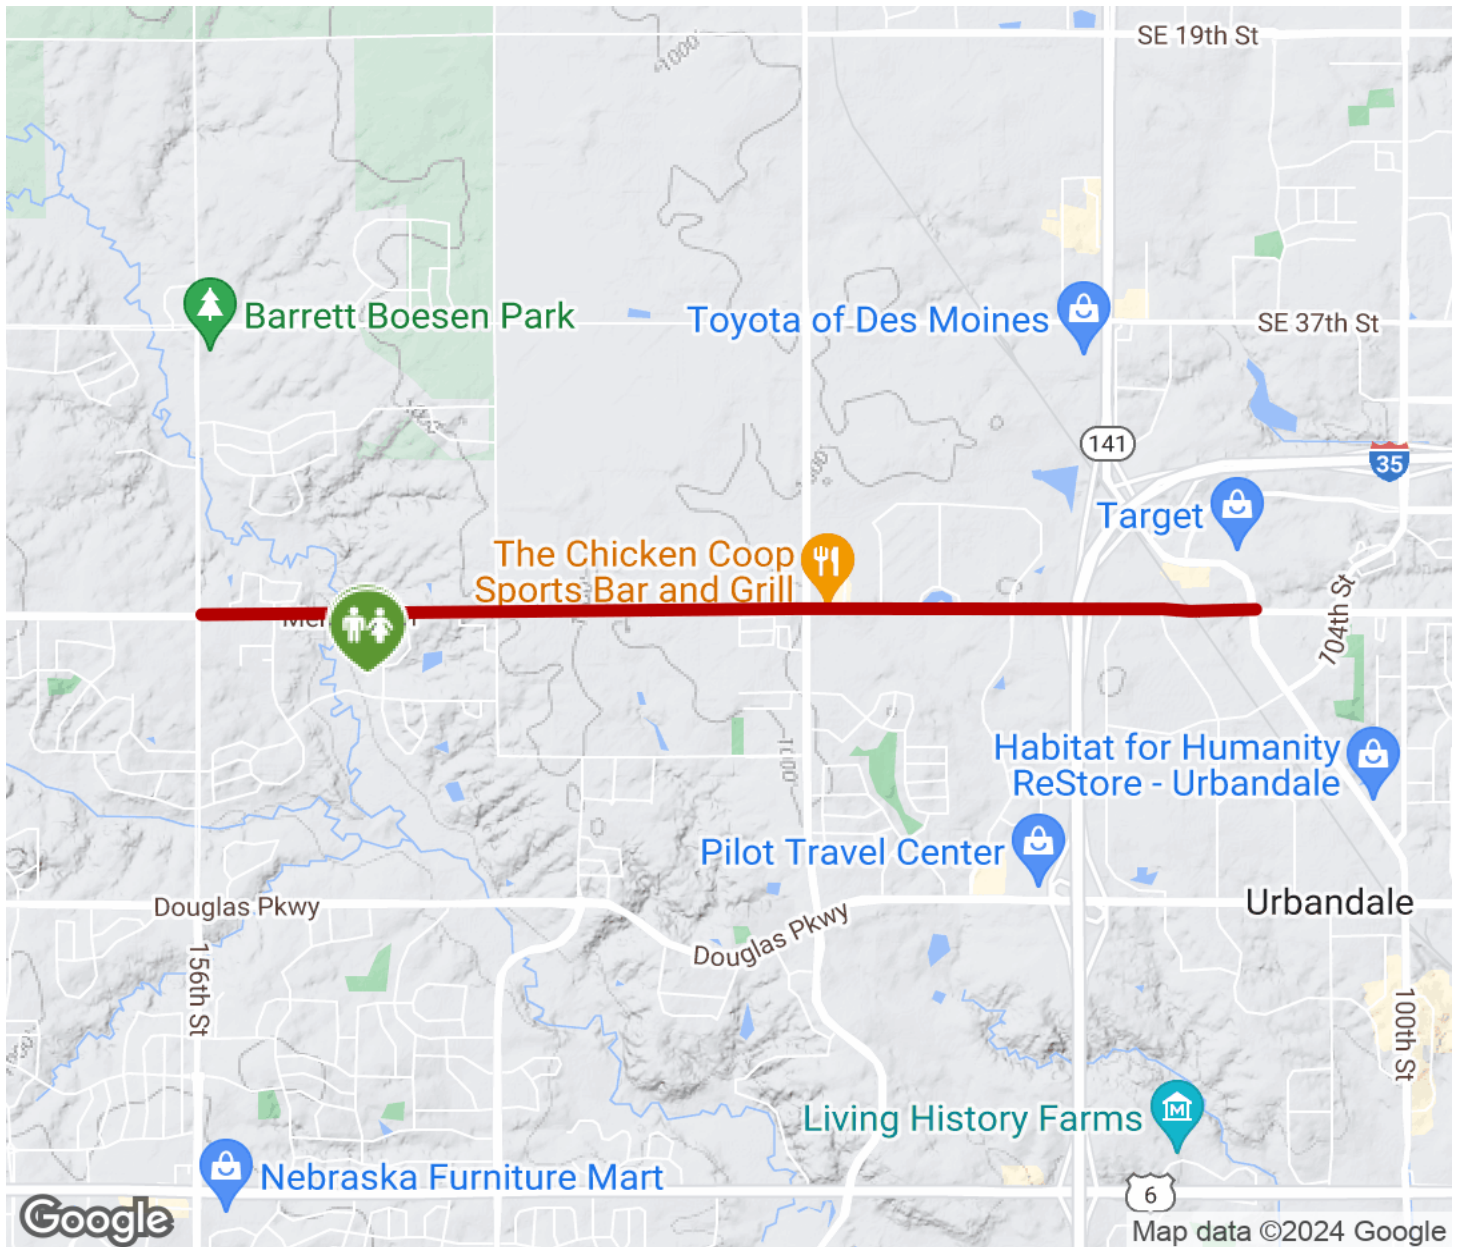 SE 19th St
1000
Barrett Boesen Park
Toyota of Des Moines
SE 37th St
141
35
Target
The Chicken Coop
Sports Bar and Grill
104th St
1000
Habitat for Humanity
ReStore - Urbandale
Pilot Travel Center
Douglas Pkwy
Douglas Pkwy
Urbandale
156th St
100th St
Living History Farms
Nebraska Furniture Mart
6
Google
Map data ©2024 Google